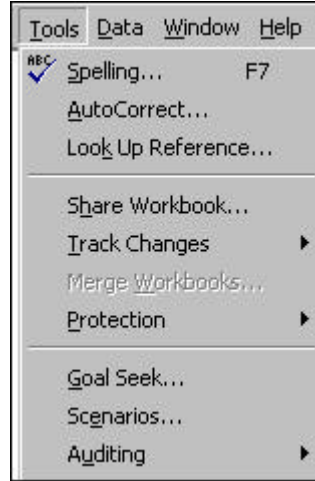 Tools Data Window Help
ABC Spelling... F7
AutoCorrect...
Look Up Reference...
Share Workbook...
Track Changes
Merge Workbooks...
Protection
Goal Seek...
Scenarios...
Auditing